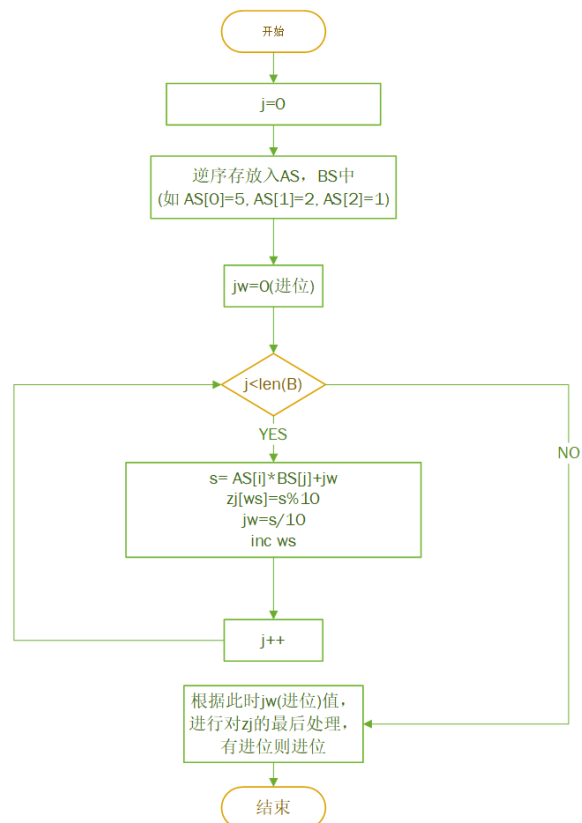 开始
j=0
逆序存放入AS，BS中
(如 AS[0]=5, AS[1]=2, AS[2]=1)
jw=0(进位)
j<len(B)
YES
NO
s= AS[i]*BS[j]+jw
zj[ws]=s%10
jw=s/10
inc ws
j++
根据此时jw(进位)值，
进行对zj的最后处理，
有进位则进位
结束